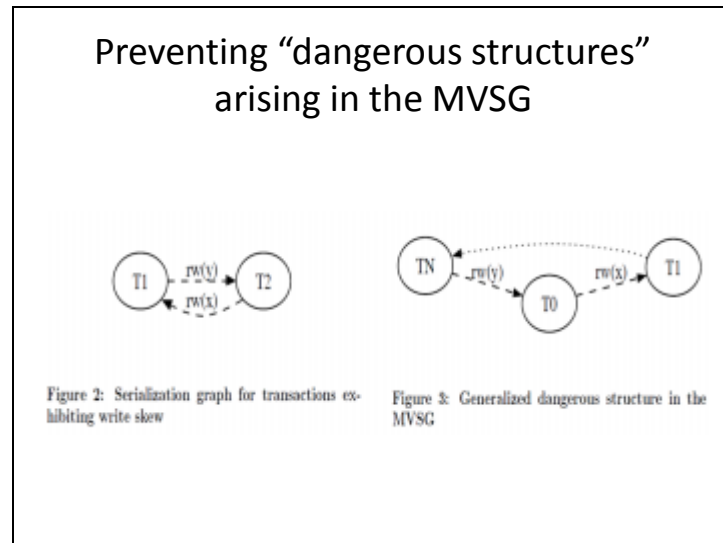 Preventing “dangerous structures”
arising in the MVSG
T1
rw(y)
rw(x)
T2
Figure 2: Serialization graph for transactions ex-
hibiting write skew
TN
rw(y)
T0
rw(x)
T1
Figure 3: Generalized dangerous structure in the
MVSG